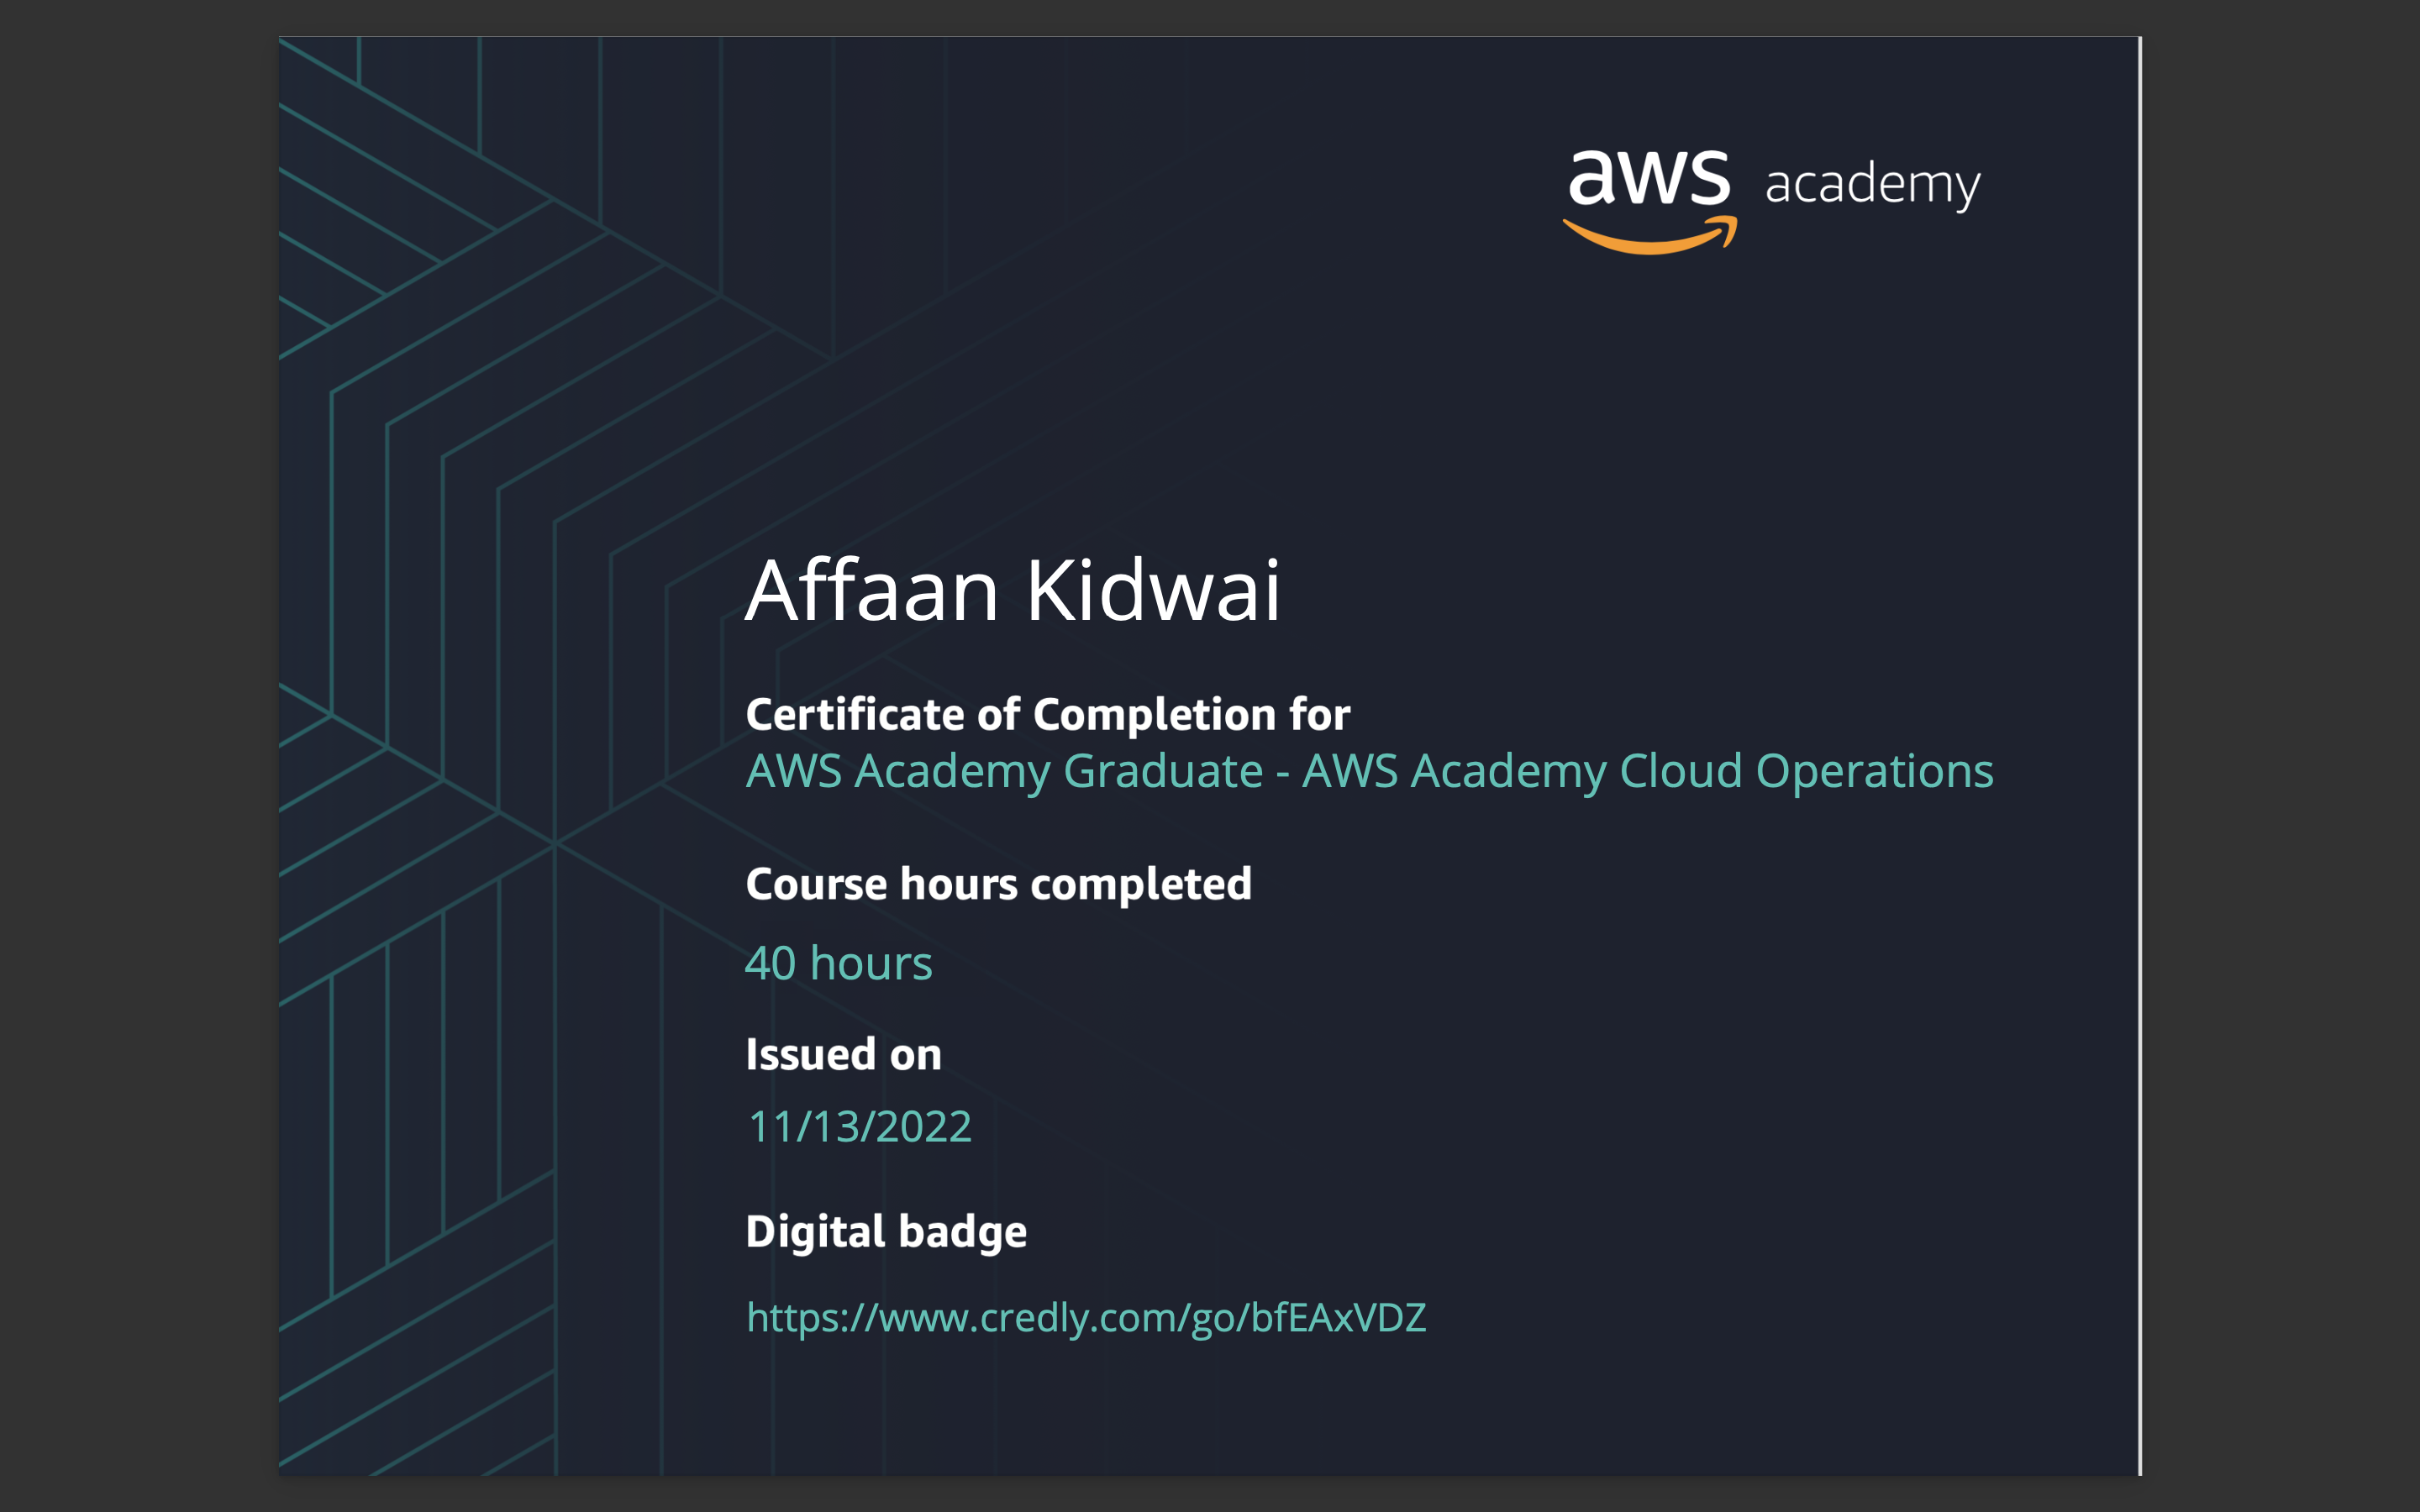 aws academy
Affaan Kidwai
Certificate of Completion for
AWS Academy Graduate - AWS Academy Cloud Operations
Course hours completed
40 hours
Issued on
11/13/2022
Digital badge
https://www.credly.com/go/bfEAxVDZ